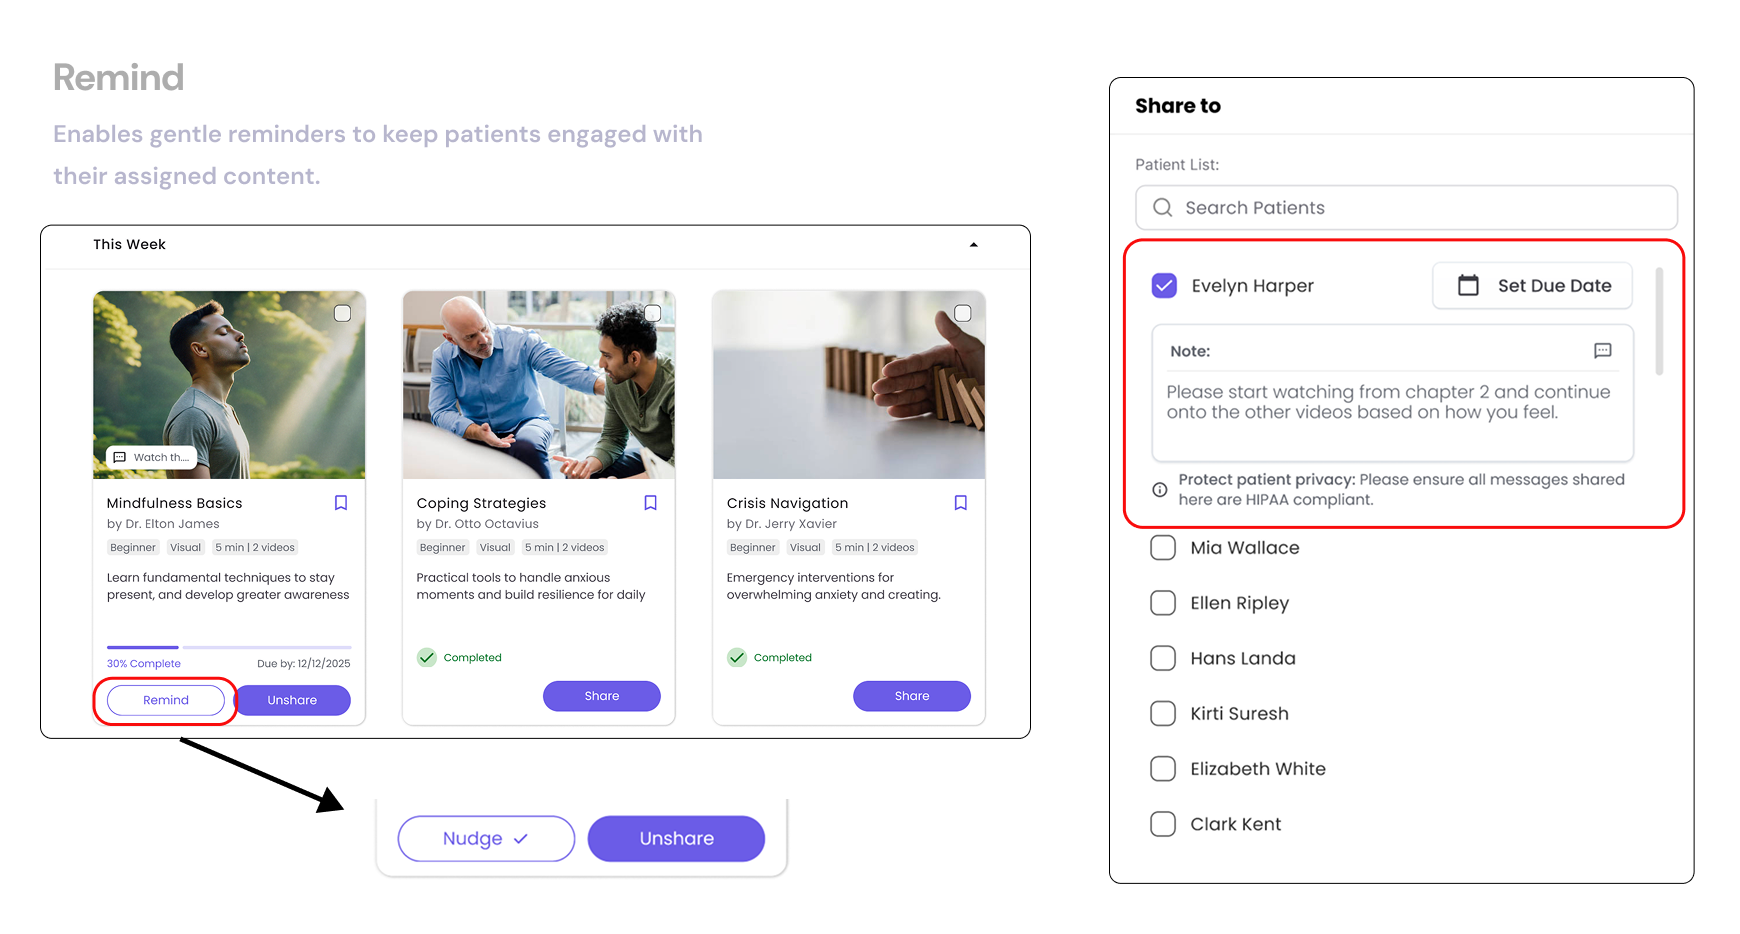 Remind
Enables gentle reminders to keep patients engaged with
their assigned content.
This Week
Watch th....
Mindfulness Basics
by Dr. Elton James
Beginner Visual 5 min | 2 videos
Learn fundamental techniques to stay
present, and develop greater awareness
30% Complete Due by: 12/12/2025
Remind Unshare
Coping Strategies
by Dr. Otto Octavius
Beginner Visual 5 min | 2 videos
Practical tools to handle anxious
moments and build resilience for daily
Completed
Share
Crisis Navigation
by Dr. Jerry Xavier
Beginner Visual 5 min | 2 videos
Emergency interventions for
overwhelming anxiety and creating.
Completed
Share
Nudge Unshare
Share to
Patient List:
Search Patients
Evelyn Harper Set Due Date
Note:
Please start watching from chapter 2 and continue
onto the other videos based on how you feel.
Protect patient privacy: Please ensure all messages shared
here are HIPAA compliant.
Mia Wallace
Ellen Ripley
Hans Landa
Kirti Suresh
Elizabeth White
Clark Kent